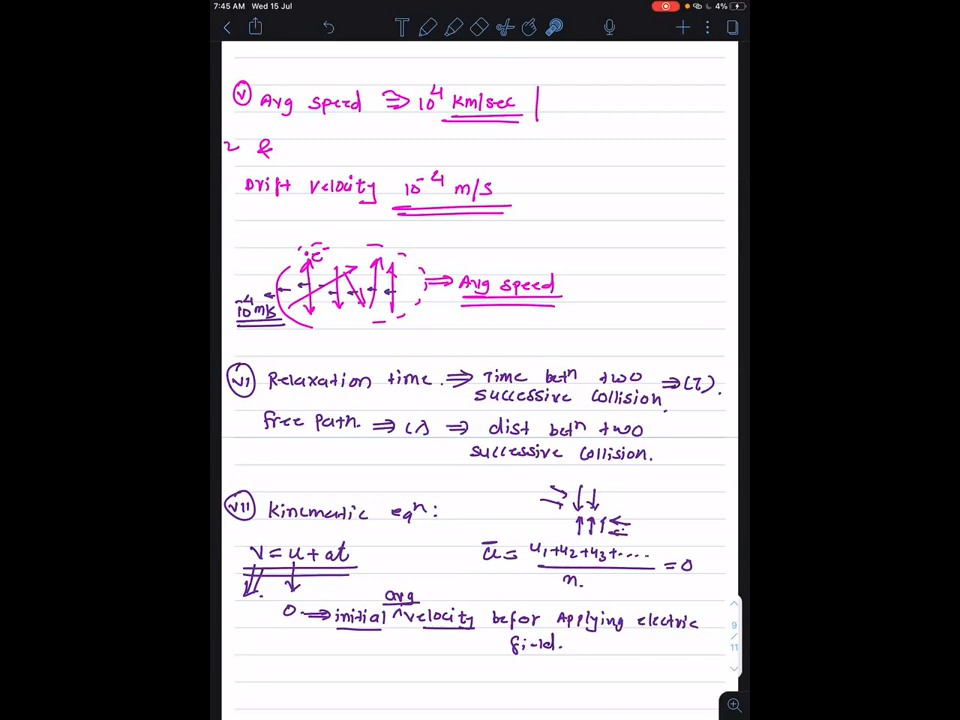 7:45 AM Wed 15 Jul
4%
V Avg speed ⇒ 10⁴ Km/sec |
2 &
Drift velocity 10⁻⁴ m/s
e⁻
⇒ Avg speed
10⁻⁴ m/s
VI Relaxation time. ⇒ Time betⁿ two successive collision. ⇒ (τ).
free path. ⇒ (λ) ⇒ dist betⁿ two
successive collision.
VII Kinematic eqⁿ:
v = u + at
ū = u₁+u₂+u₃+.... = 0
n.
avg
0 ⇒ initial ^velocity befor Applying electric
field.
9
/
11